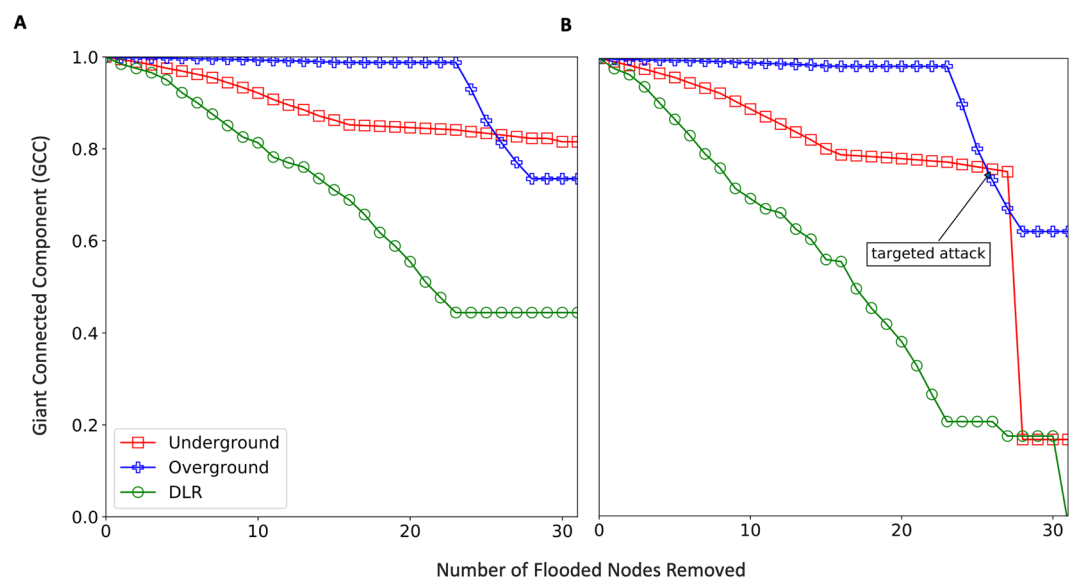 A
B
1.0
0.8
0.6
0.4
0.2
0.0
Giant Connected Component (GCC)
Underground
Overground
DLR
targeted attack
0
10
20
30
0
10
20
30
Number of Flooded Nodes Removed